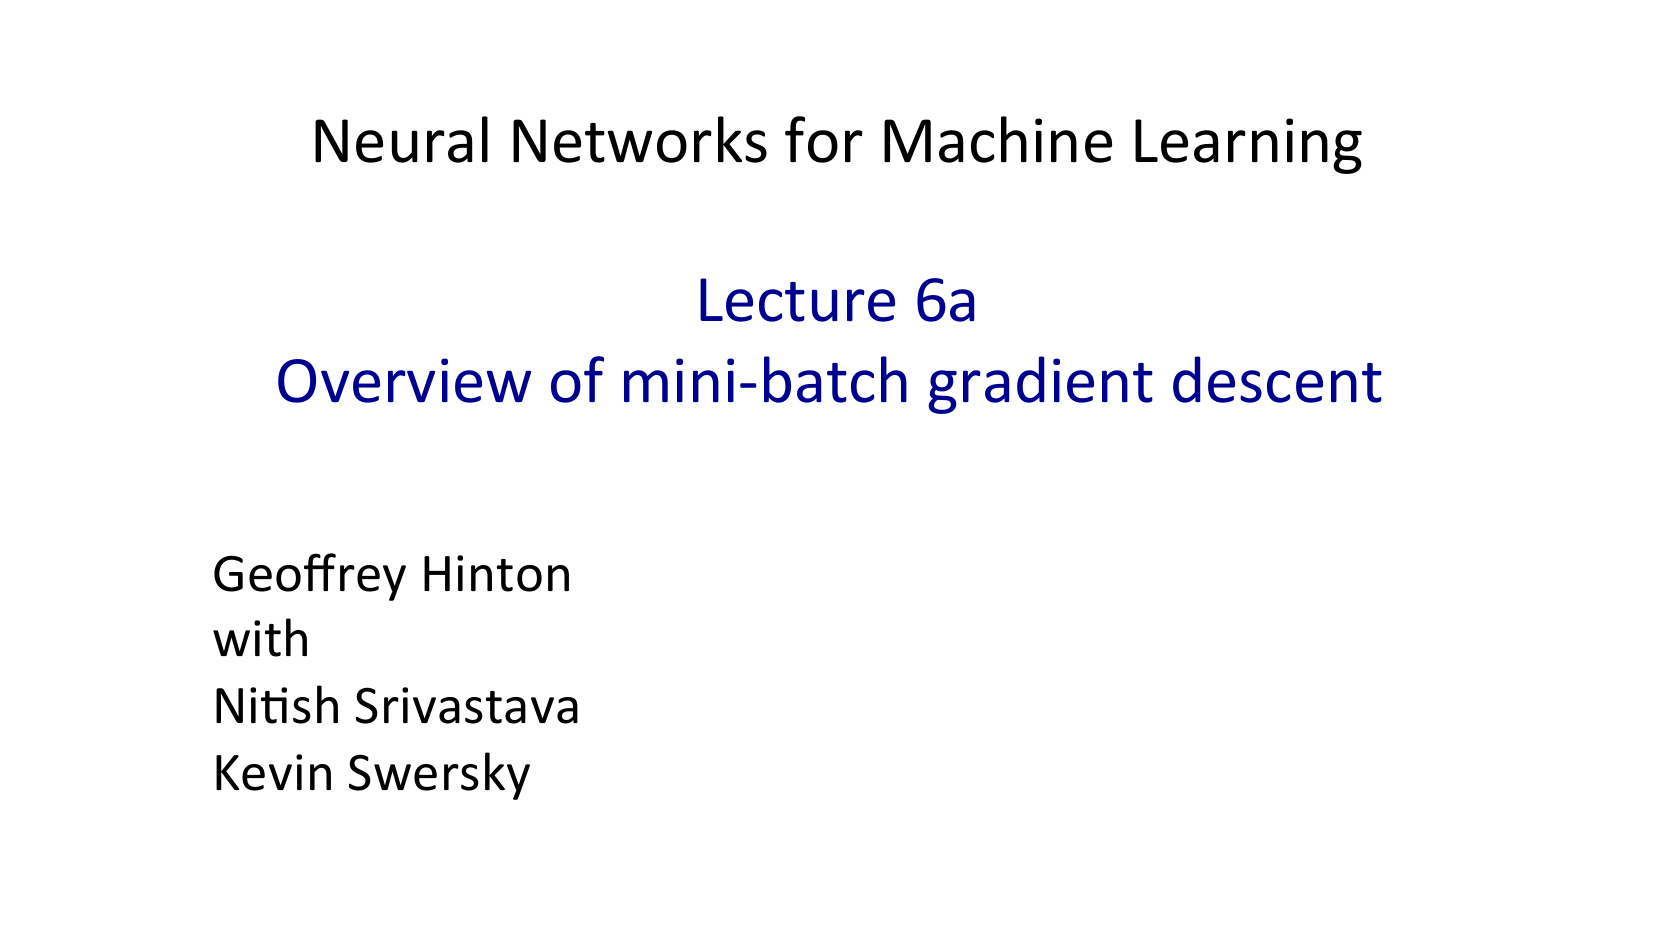 Neural Networks for Machine Learning
Lecture 6a
Overview of mini-batch gradient descent
Geoffrey Hinton
with
Nitish Srivastava
Kevin Swersky